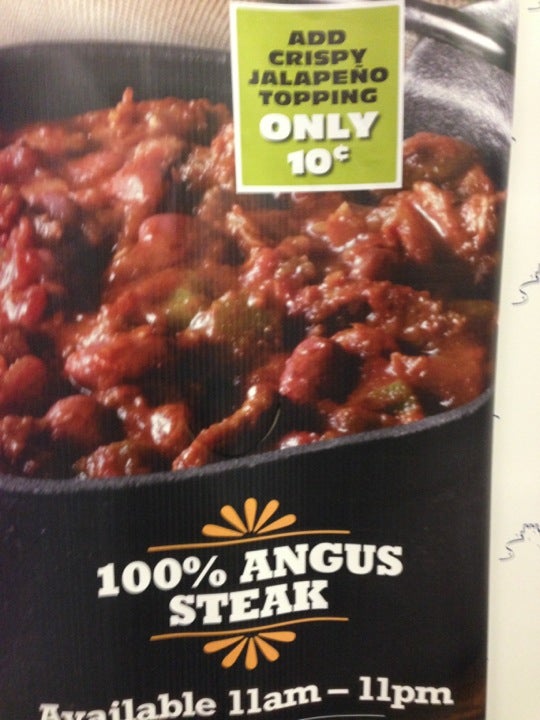 ADD
CRISPY
JALAPEÑO
TOPPING
ONLY
10¢
100% ANGUS
STEAK
Available 11am – 11pm